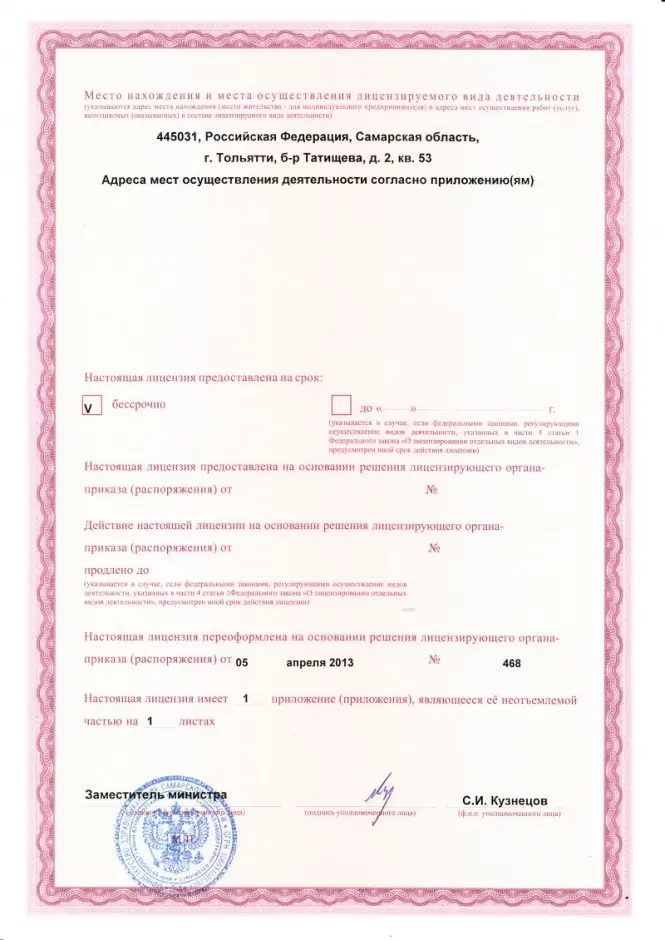 Место нахождения и места осуществления лицензируемого вида деятельности
(указываются адрес места нахождения (место жительства - для индивидуального предпринимателя) и адреса мест осуществления работ (услуг),
выполняемых (оказываемых) в составе лицензируемого вида деятельности)
445031, Российская Федерация, Самарская область,
г. Тольятти, б-р Татищева, д. 2, кв. 53
Адреса мест осуществления деятельности согласно приложению(ям)
Настоящая лицензия предоставлена на срок:
V бессрочно
до « » г.
(указывается в случае, если федеральными законами, регулирующими
осуществление видов деятельности, указанных в части 4 статьи 1
Федерального закона «О лицензировании отдельных видов деятельности»,
предусмотрен иной срок действия лицензии)
Настоящая лицензия предоставлена на основании решения лицензирующего органа-
приказа (распоряжения) от №
Действие настоящей лицензии на основании решения лицензирующего органа-
приказа (распоряжения) от №
продлено до
(указывается в случае, если федеральными законами, регулирующими осуществление видов
деятельности, указанных в части 4 статьи 1Федерального закона «О лицензировании отдельных
видов деятельности», предусмотрен иной срок действия лицензии)
Настоящая лицензия переоформлена на основании решения лицензирующего органа-
приказа (распоряжения) от 05 апреля 2013 № 468
Настоящая лицензия имеет 1 приложение (приложения), являющееся её неотъемлемой
частью на 1 листах
Заместитель министра
С.И. Кузнецов
(подпись уполномоченного лица)
(ф.и.о. уполномоченного лица)
М.П.